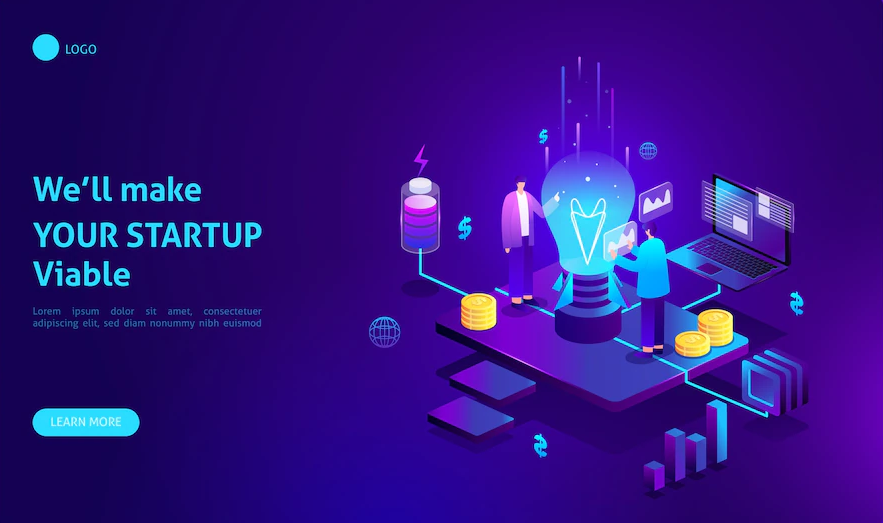 LOGO
We'll make
YOUR STARTUP
Viable
Lorem ipsum dolor sit amet, consectetuer
adipiscing elit, sed diam nonummy nibh euismod
LEARN MORE
$
$
$
$